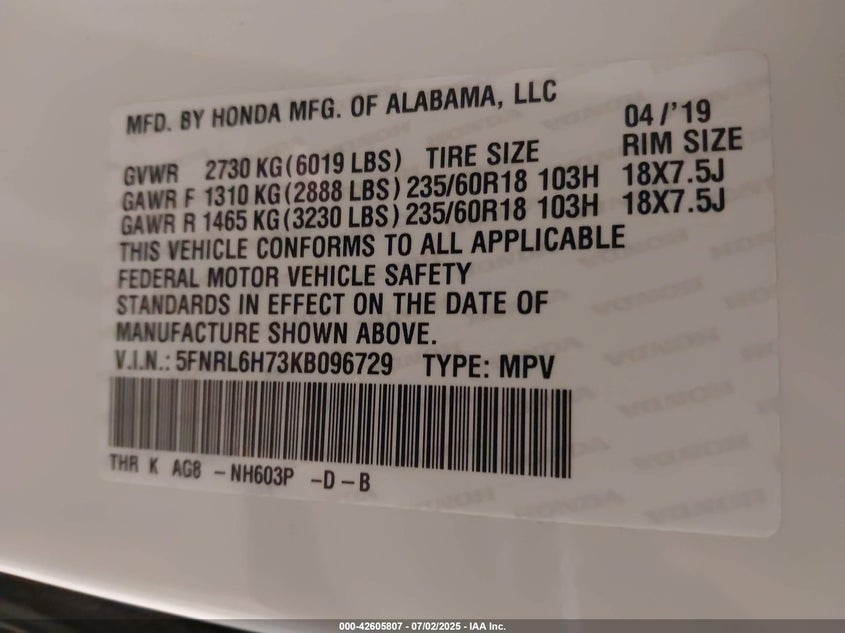 MFD. BY HONDA MFG. OF ALABAMA, LLC
04/'19
GVWR 2730 KG(6019 LBS) TIRE SIZE RIM SIZE
GAWR F 1310 KG(2888 LBS) 235/60R18 103H 18X7.5J
GAWR R 1465 KG(3230 LBS) 235/60R18 103H 18X7.5J
THIS VEHICLE CONFORMS TO ALL APPLICABLE
FEDERAL MOTOR VEHICLE SAFETY
STANDARDS IN EFFECT ON THE DATE OF
MANUFACTURE SHOWN ABOVE.
V.I.N.: 5FNRL6H73KB096729 TYPE: MPV
THR K AG8 -NH603P -D-B
000-42605807 - 07/02/2025 - IAA Inc.